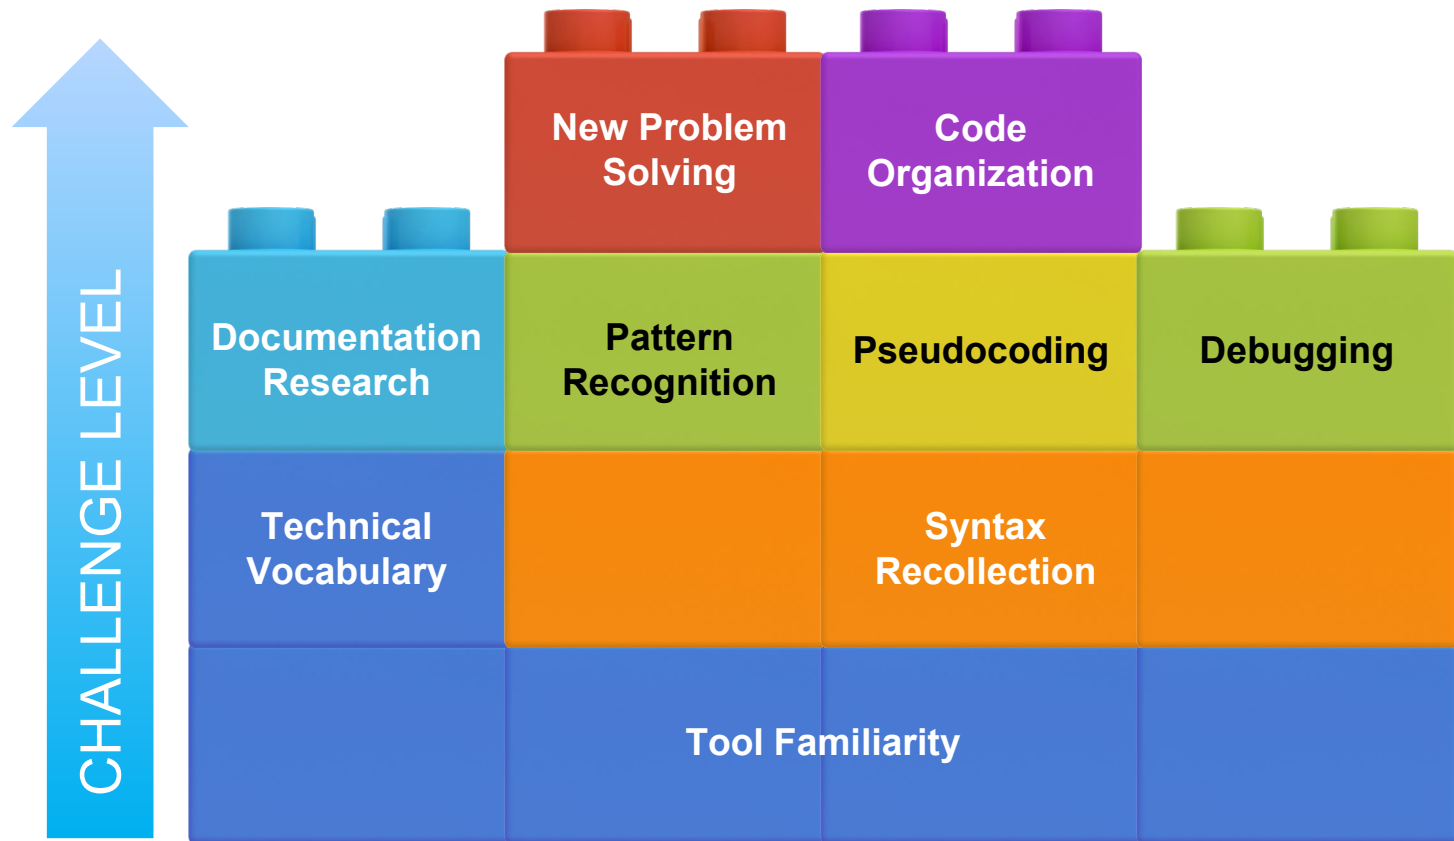 New Problem
Solving
Code
Organization
Documentation
Research
Pattern
Recognition
Pseudocoding
Debugging
Technical
Vocabulary
Syntax
Recollection
Tool Familiarity
CHALLENGE LEVEL